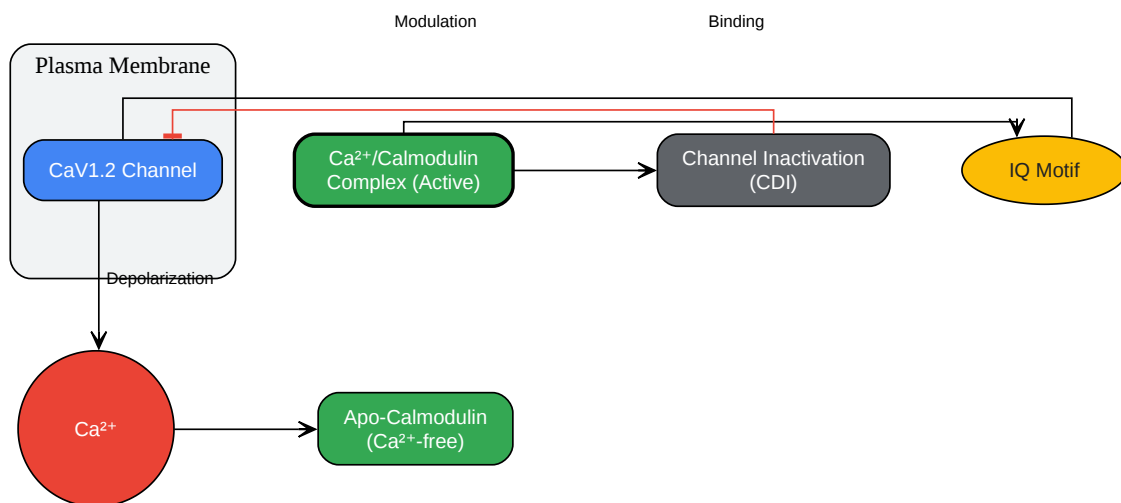 Modulation
Binding
Plasma Membrane
CaV1.2 Channel
Ca²⁺/Calmodulin
Complex (Active)
Channel Inactivation
(CDI)
IQ Motif
Depolarization
Ca²⁺
Apo-Calmodulin
(Ca²⁺-free)